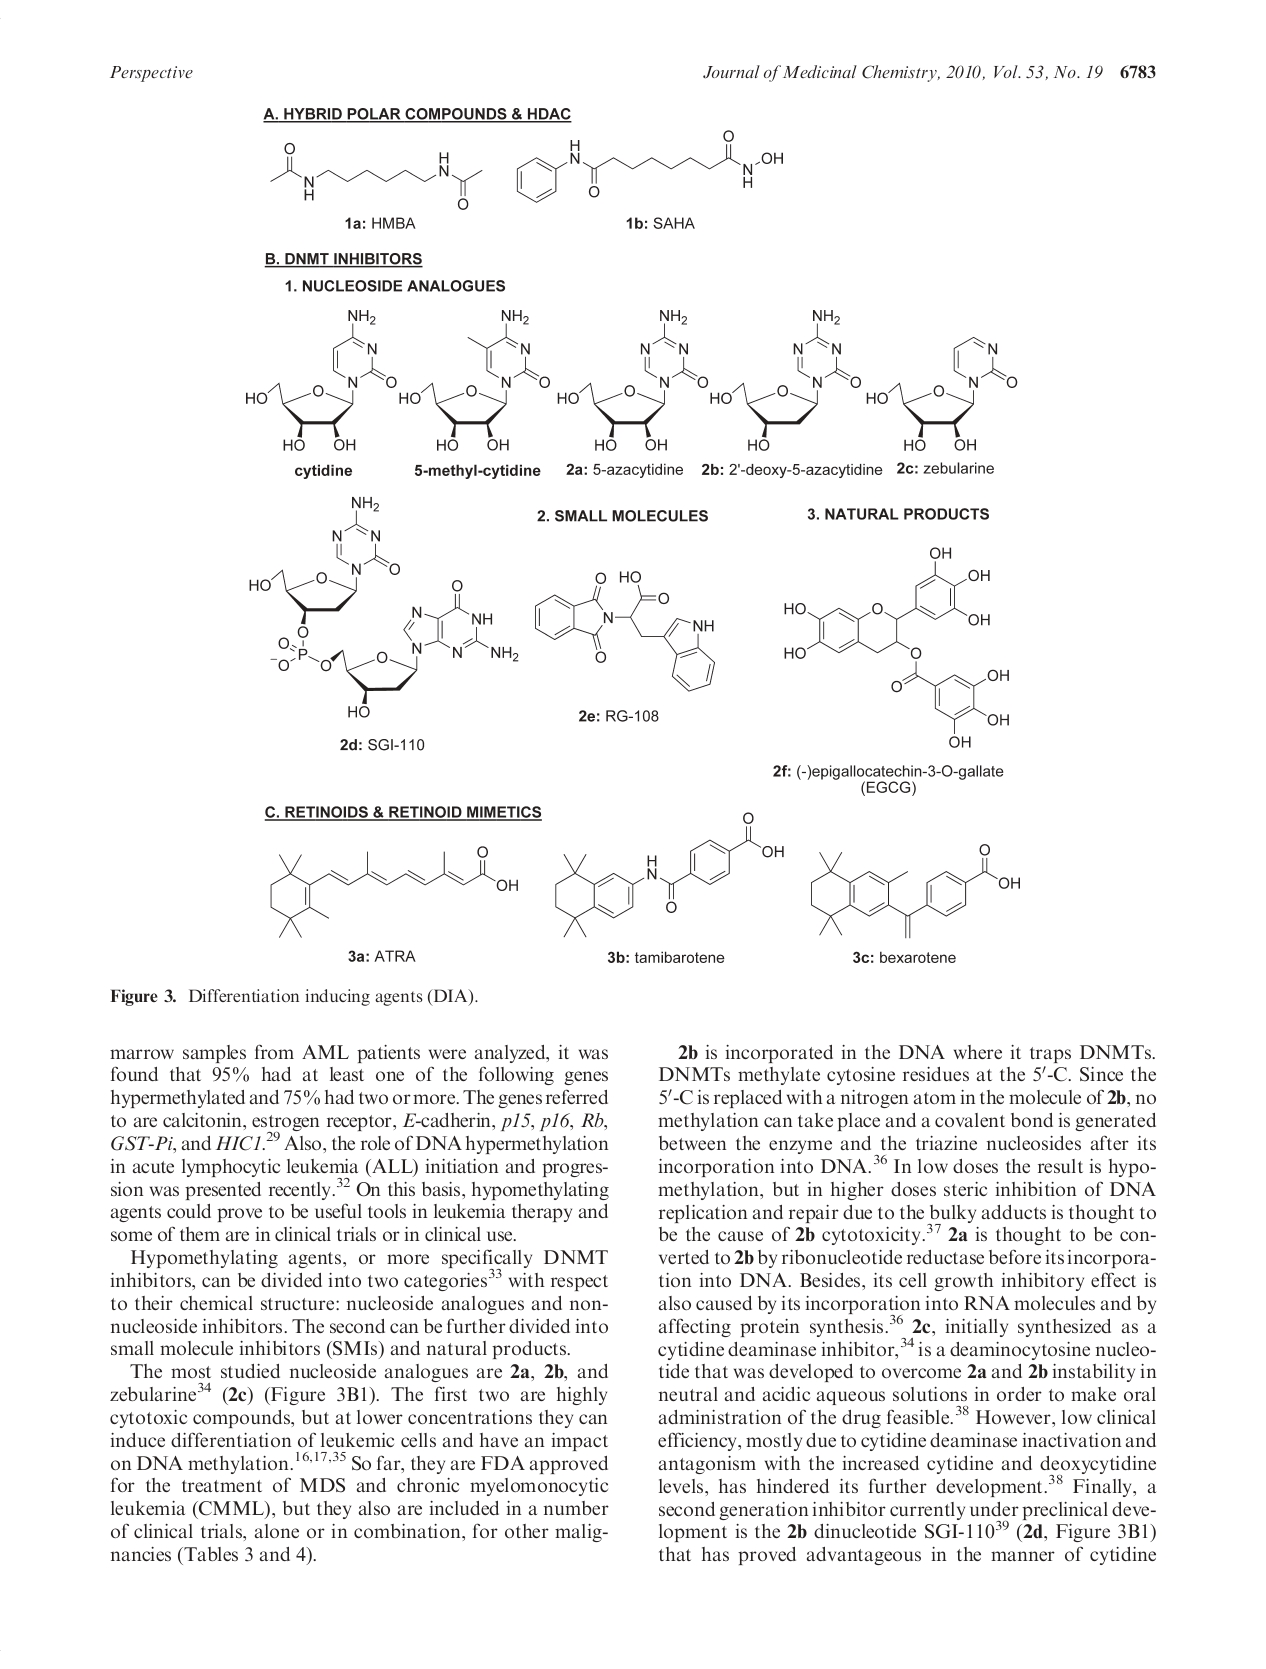 Perspective
Journal of Medicinal Chemistry, 2010, Vol. 53, No. 19 6783
A. HYBRID POLAR COMPOUNDS & HDAC
O
N
H
H
N
O
1a: HMBA
H
N
O
O
N
H
OH
1b: SAHA
B. DNMT INHIBITORS
1. NUCLEOSIDE ANALOGUES
NH2
N
N
O
O
HO
HO
OH
cytidine
NH2
N
N
O
O
HO
HO
OH
5-methyl-cytidine
NH2
N
N
N
O
O
HO
HO
OH
2a: 5-azacytidine
NH2
N
N
N
O
O
HO
HO
2b: 2'-deoxy-5-azacytidine
N
N
O
O
HO
HO
OH
2c: zebularine
NH2
N
N
N
O
O
HO
O
O
P
−O
O
O
N
N
O
NH
N
NH2
HO
2d: SGI-110
2. SMALL MOLECULES
O
HO
O
N
O
NH
2e: RG-108
3. NATURAL PRODUCTS
OH
OH
OH
HO
O
HO
O
O
OH
OH
OH
2f: (-)epigallocatechin-3-O-gallate
(EGCG)
C. RETINOIDS & RETINOID MIMETICS
O
OH
3a: ATRA
H
N
O
O
OH
3b: tamibarotene
O
OH
3c: bexarotene
Figure 3. Differentiation inducing agents (DIA).
marrow samples from AML patients were analyzed, it was
found that 95% had at least one of the following genes
hypermethylated and 75% had two or more. The genes referred
to are calcitonin, estrogen receptor, E-cadherin, p15, p16, Rb,
GST-Pi, and HIC1.29 Also, the role of DNA hypermethylation
in acute lymphocytic leukemia (ALL) initiation and progres-
sion was presented recently.32 On this basis, hypomethylating
agents could prove to be useful tools in leukemia therapy and
some of them are in clinical trials or in clinical use.
Hypomethylating agents, or more specifically DNMT
inhibitors, can be divided into two categories33 with respect
to their chemical structure: nucleoside analogues and non-
nucleoside inhibitors. The second can be further divided into
small molecule inhibitors (SMIs) and natural products.
The most studied nucleoside analogues are 2a, 2b, and
zebularine34 (2c) (Figure 3B1). The first two are highly
cytotoxic compounds, but at lower concentrations they can
induce differentiation of leukemic cells and have an impact
on DNA methylation.16,17,35 So far, they are FDA approved
for the treatment of MDS and chronic myelomonocytic
leukemia (CMML), but they also are included in a number
of clinical trials, alone or in combination, for other malig-
nancies (Tables 3 and 4).
2b is incorporated in the DNA where it traps DNMTs.
DNMTs methylate cytosine residues at the 5′-C. Since the
5′-C is replaced with a nitrogen atom in the molecule of 2b, no
methylation can take place and a covalent bond is generated
between the enzyme and the triazine nucleosides after its
incorporation into DNA.36 In low doses the result is hypo-
methylation, but in higher doses steric inhibition of DNA
replication and repair due to the bulky adducts is thought to
be the cause of 2b cytotoxicity.37 2a is thought to be con-
verted to 2b by ribonucleotide reductase before its incorpora-
tion into DNA. Besides, its cell growth inhibitory effect is
also caused by its incorporation into RNA molecules and by
affecting protein synthesis.36 2c, initially synthesized as a
cytidine deaminase inhibitor,34 is a deaminocytosine nucleo-
tide that was developed to overcome 2a and 2b instability in
neutral and acidic aqueous solutions in order to make oral
administration of the drug feasible.38 However, low clinical
efficiency, mostly due to cytidine deaminase inactivation and
antagonism with the increased cytidine and deoxycytidine
levels, has hindered its further development.38 Finally, a
second generation inhibitor currently under preclinical deve-
lopment is the 2b dinucleotide SGI-11039 (2d, Figure 3B1)
that has proved advantageous in the manner of cytidine